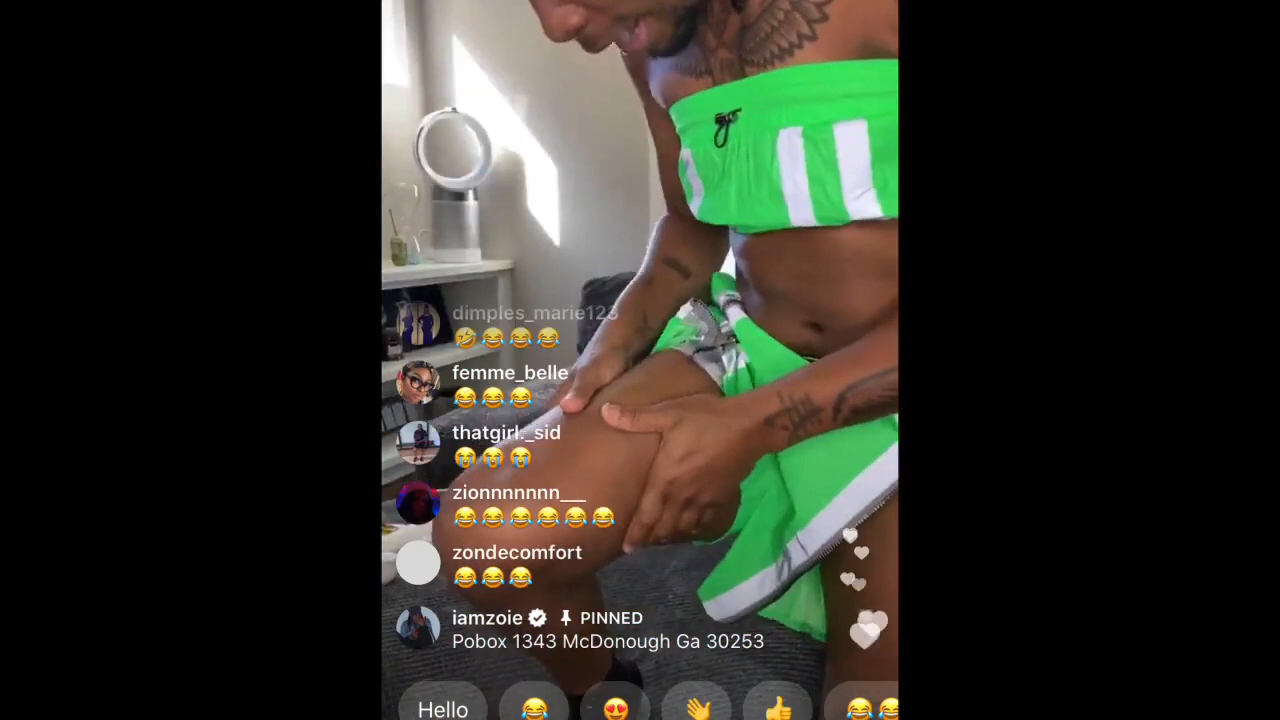 dimples_marie123
🤣😂😂😂
femme_belle
😂😂😂
thatgirl._sid
😭😭😭
zionnnnnnn___
😂😂😂😂😂😂
zondecomfort
😂😂😂
iamzoie PINNED
Pobox 1343 McDonough Ga 30253
Hello 😂 😍 👋 👍 😂😂